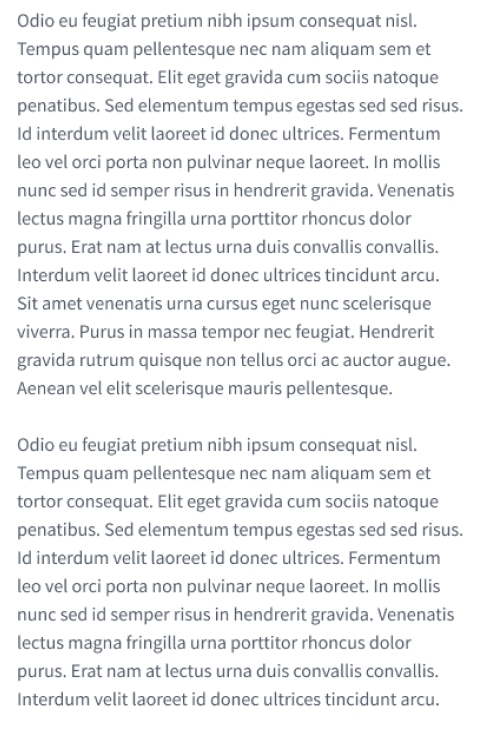 Odio eu feugiat pretium nibh ipsum consequat nisl.
Tempus quam pellentesque nec nam aliquam sem et
tortor consequat. Elit eget gravida cum sociis natoque
penatibus. Sed elementum tempus egestas sed sed risus.
Id interdum velit laoreet id donec ultrices. Fermentum
leo vel orci porta non pulvinar neque laoreet. In mollis
nunc sed id semper risus in hendrerit gravida. Venenatis
lectus magna fringilla urna porttitor rhoncus dolor
purus. Erat nam at lectus urna duis convallis convallis.
Interdum velit laoreet id donec ultrices tincidunt arcu.
Sit amet venenatis urna cursus eget nunc scelerisque
viverra. Purus in massa tempor nec feugiat. Hendrerit
gravida rutrum quisque non tellus orci ac auctor augue.
Aenean vel elit scelerisque mauris pellentesque.

Odio eu feugiat pretium nibh ipsum consequat nisl.
Tempus quam pellentesque nec nam aliquam sem et
tortor consequat. Elit eget gravida cum sociis natoque
penatibus. Sed elementum tempus egestas sed sed risus.
Id interdum velit laoreet id donec ultrices. Fermentum
leo vel orci porta non pulvinar neque laoreet. In mollis
nunc sed id semper risus in hendrerit gravida. Venenatis
lectus magna fringilla urna porttitor rhoncus dolor
purus. Erat nam at lectus urna duis convallis convallis.
Interdum velit laoreet id donec ultrices tincidunt arcu.